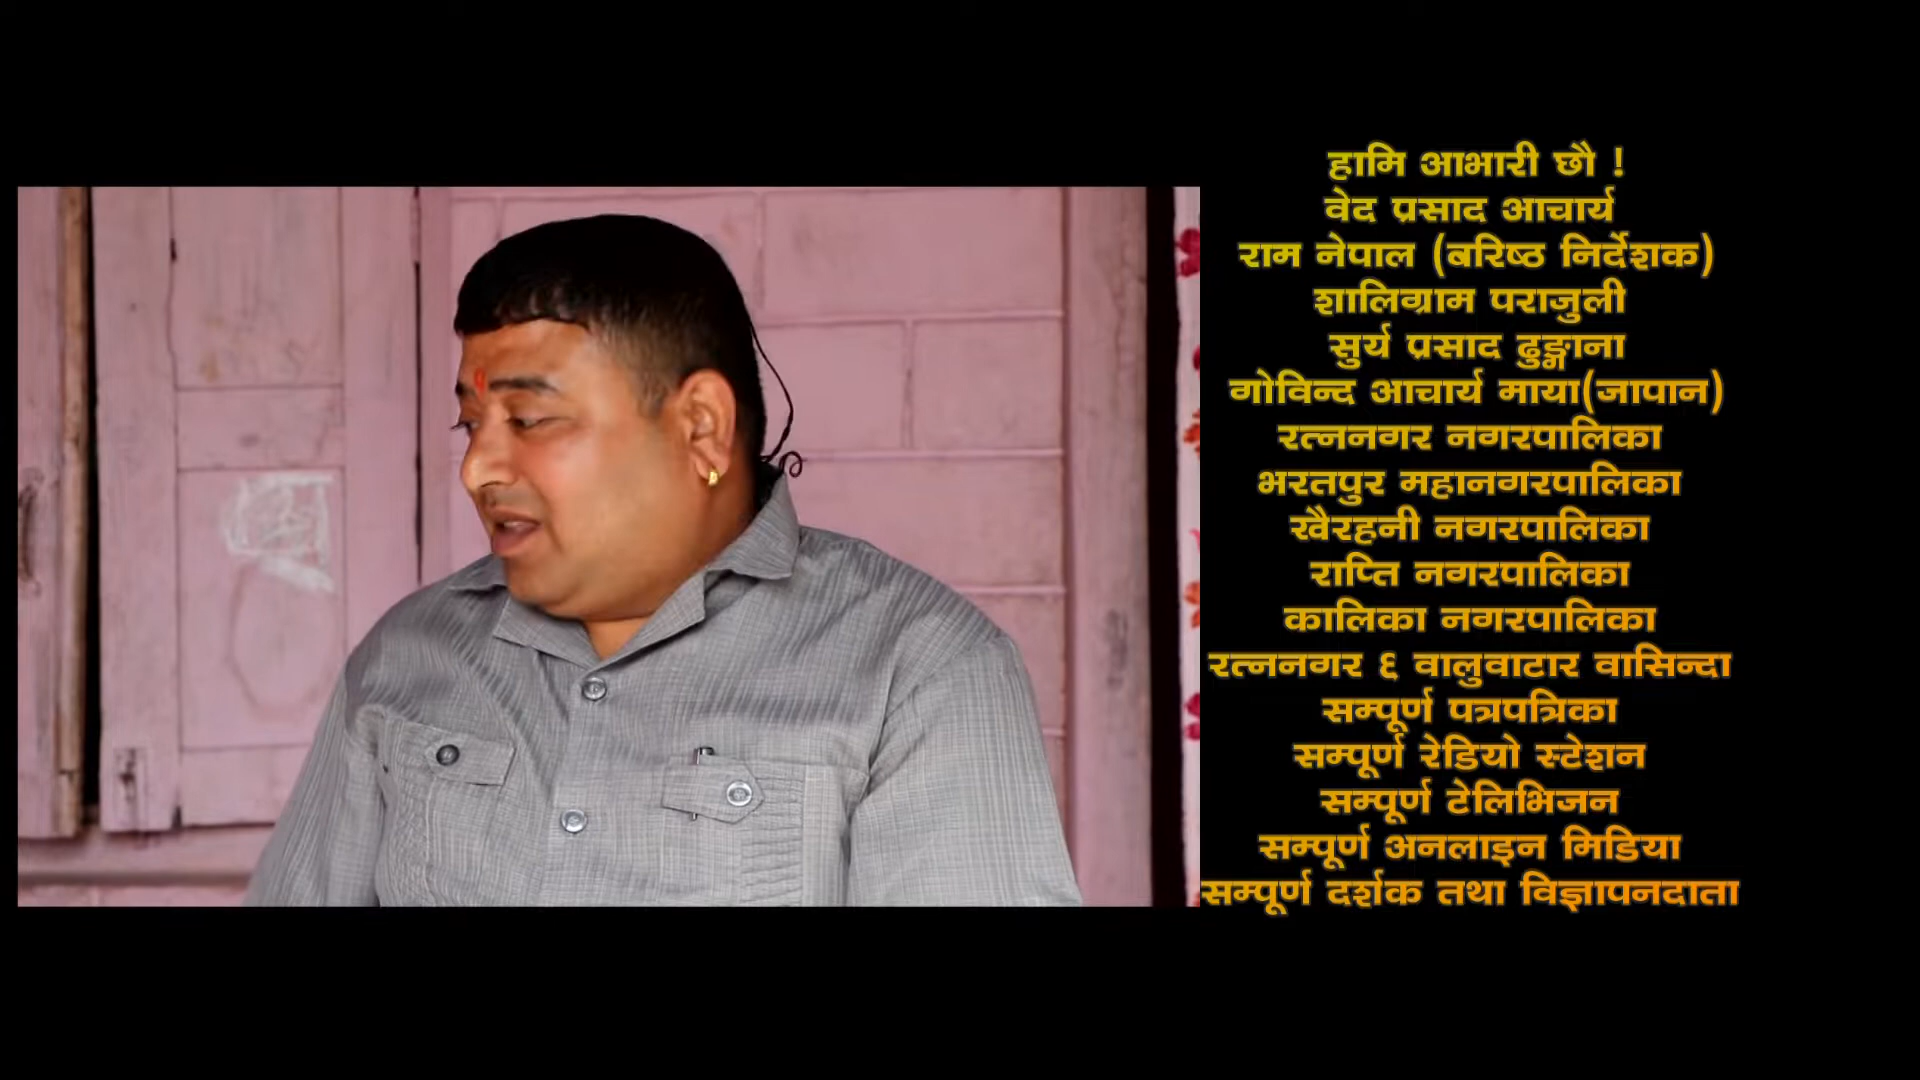 हामि आभारी छौ !
वेद प्रसाद आचार्य
राम नेपाल (बरिष्ठ निर्देशक)
शालिग्राम पराजुली
सुर्य प्रसाद ढुङ्गाना
गोविन्द आचार्य माया(जापान)
रत्ननगर नगरपालिका
भरतपुर महानगरपालिका
खैरहनी नगरपालिका
राप्ति नगरपालिका
कालिका नगरपालिका
रत्ननगर ६ वालुवाटार वासिन्दा
सम्पूर्ण पत्रपत्रिका
सम्पूर्ण रेडियो स्टेशन
सम्पूर्ण टेलिभिजन
सम्पूर्ण अनलाइन मिडिया
सम्पूर्ण दर्शक तथा विज्ञापनदाता